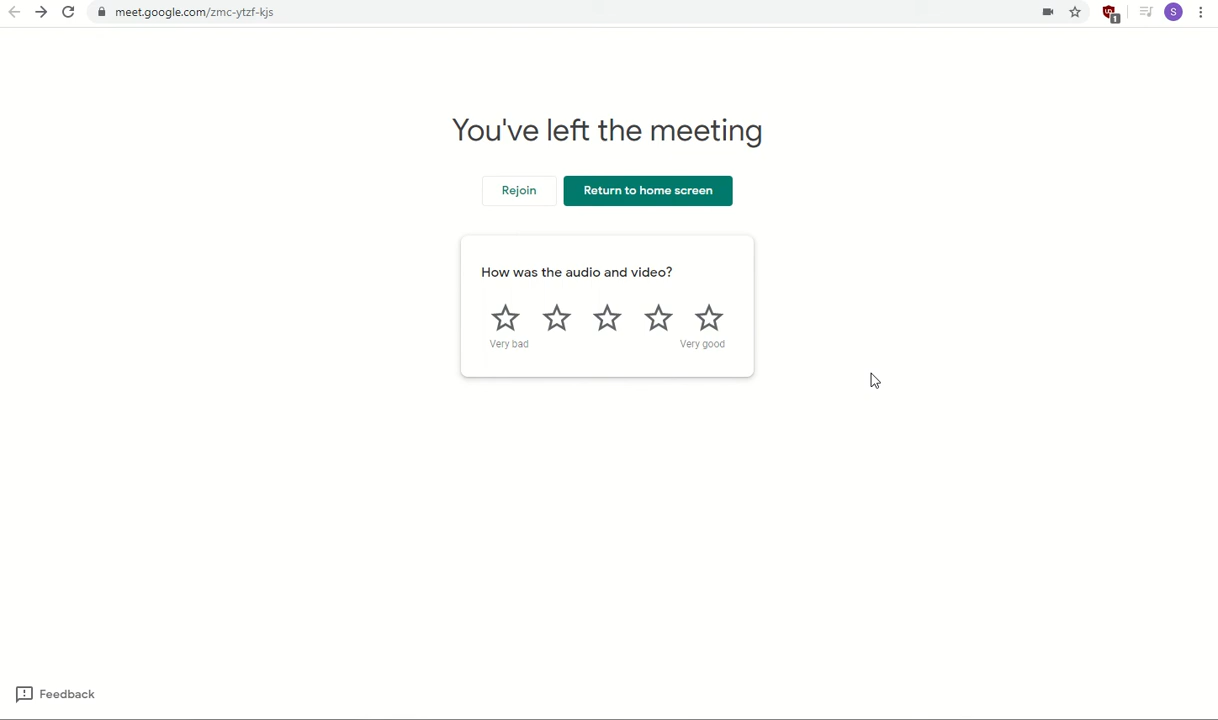 meet.google.com/zmc-ytzf-kjs
1
S
You've left the meeting
Rejoin
Return to home screen
How was the audio and video?
Very bad
Very good
Feedback